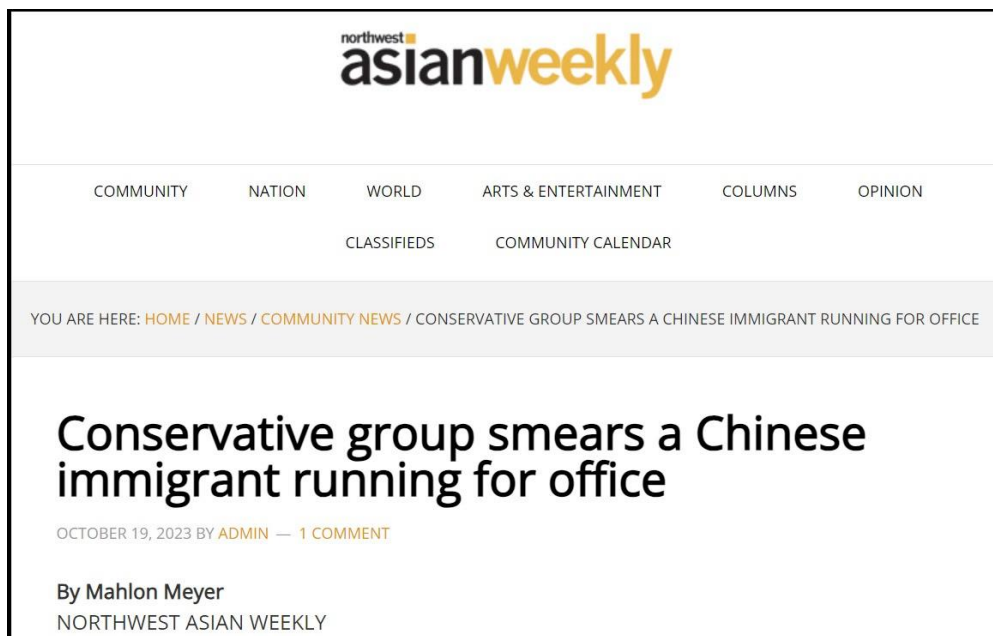 northwest
asianweekly
COMMUNITY NATION WORLD ARTS & ENTERTAINMENT COLUMNS OPINION
CLASSIFIEDS COMMUNITY CALENDAR
YOU ARE HERE: HOME / NEWS / COMMUNITY NEWS / CONSERVATIVE GROUP SMEARS A CHINESE IMMIGRANT RUNNING FOR OFFICE
Conservative group smears a Chinese
immigrant running for office
OCTOBER 19, 2023 BY ADMIN — 1 COMMENT
By Mahlon Meyer
NORTHWEST ASIAN WEEKLY